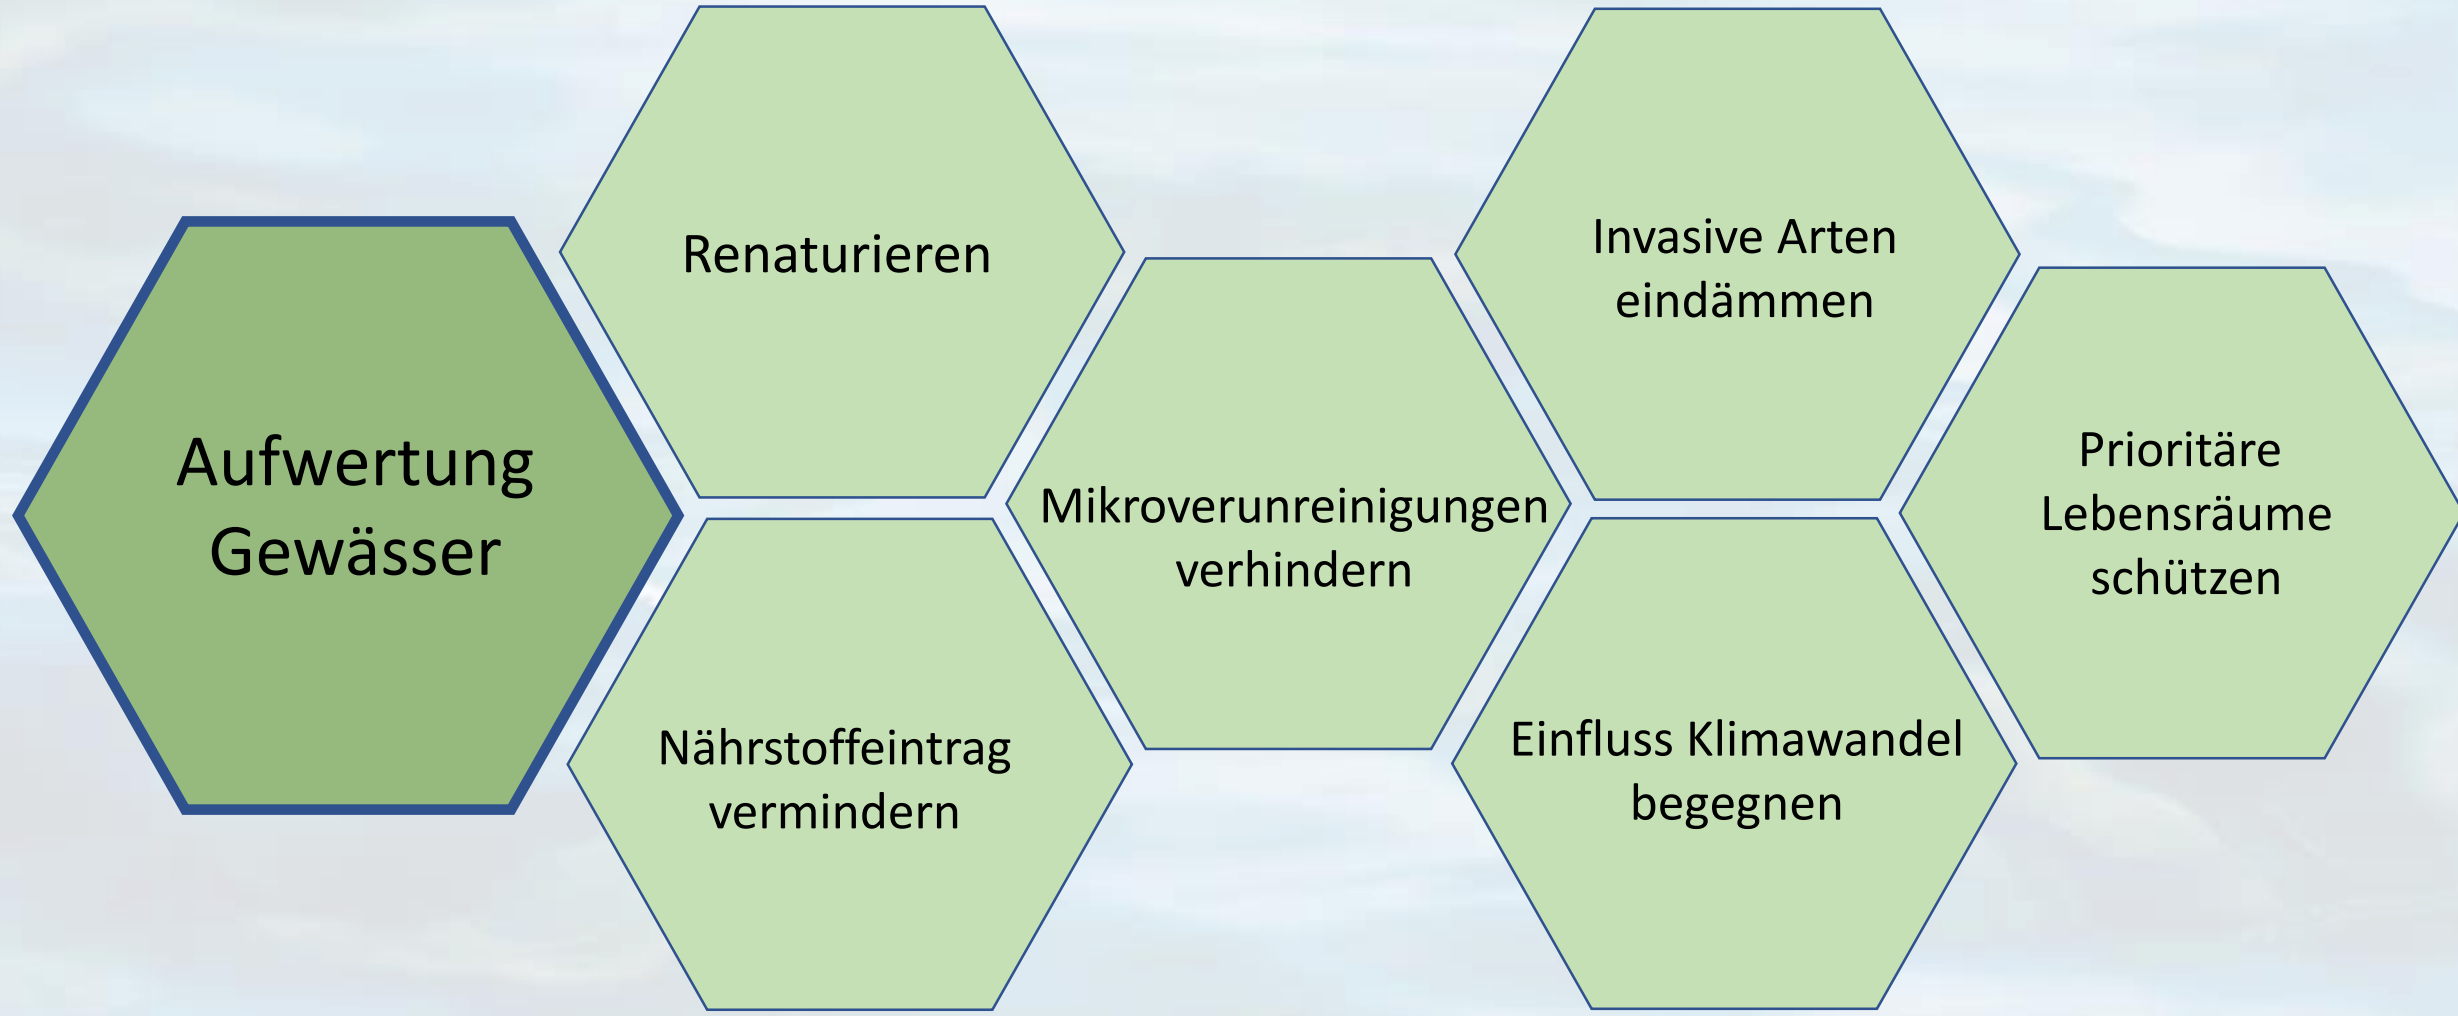 Aufwertung
Gewässer
Renaturieren
Nährstoffeintrag
vermindern
Mikroverunreinigungen
verhindern
Invasive Arten
eindämmen
Einfluss Klimawandel
begegnen
Prioritäre
Lebensräume
schützen